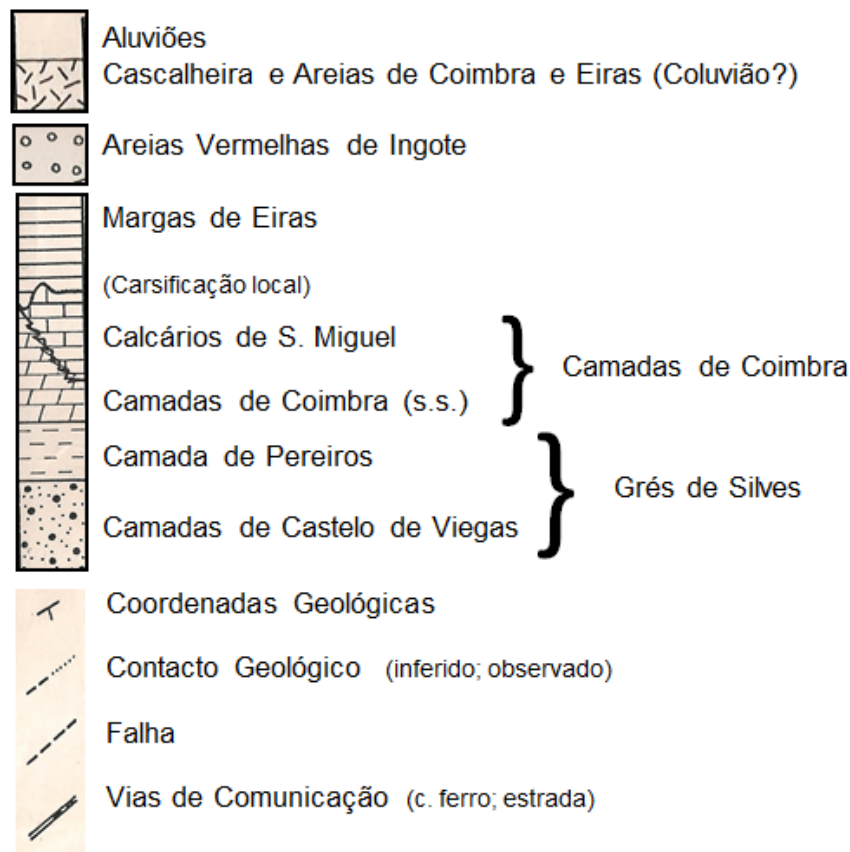 Aluviões
Cascalheira e Areias de Coimbra e Eiras (Coluvião?)
Areias Vermelhas de Ingote
Margas de Eiras
(Carsificação local)
Calcários de S. Miguel
Camadas de Coimbra (s.s.)
Camadas de Coimbra
Camada de Pereiros
Camadas de Castelo de Viegas
Grés de Silves
Coordenadas Geológicas
Contacto Geológico (inferido; observado)
Falha
Vias de Comunicação (c. ferro; estrada)